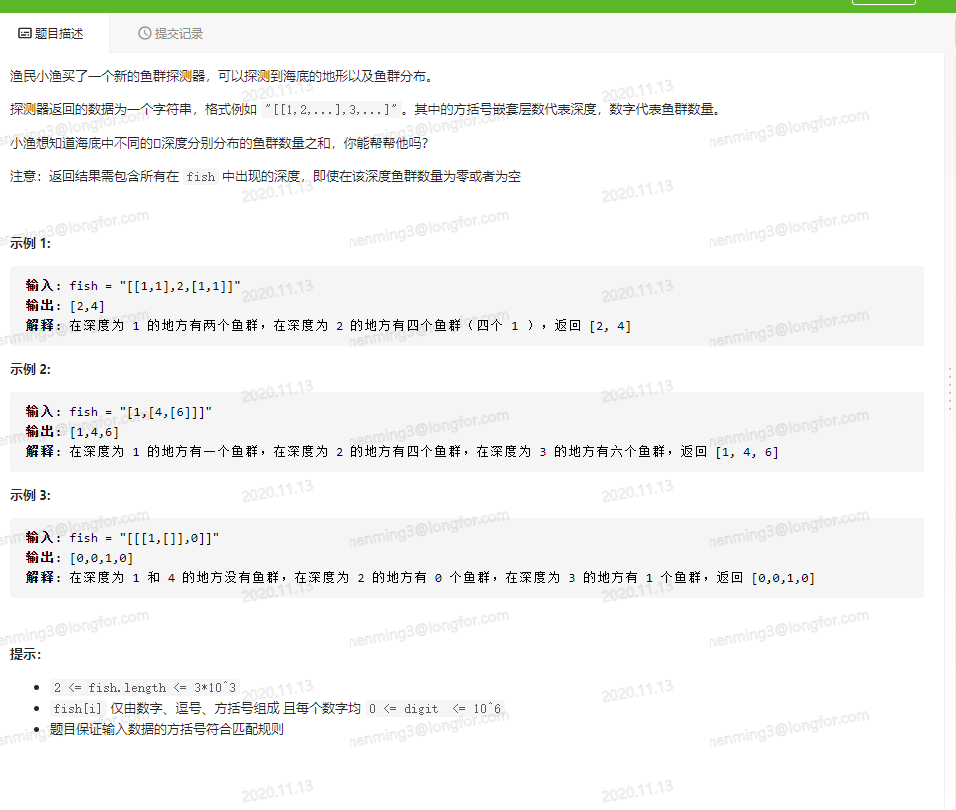 题目描述 提交记录
渔民小渔买了一个新的鱼群探测器，可以探测到海底的地形以及鱼群分布。
探测器返回的数据为一个字符串，格式例如 "[[1,2,...],3,...]"。其中的方括号嵌套层数代表深度，数字代表鱼群数量。
小渔想知道海底中不同的深度分别分布的鱼群数量之和，你能帮帮他吗？
注意：返回结果需包含所有在 fish 中出现的深度，即使在该深度鱼群数量为零或者为空
示例 1:
输入：fish = "[[1,1],2,[1,1]]"
输出：[2,4]
解释：在深度为 1 的地方有两个鱼群，在深度为 2 的地方有四个鱼群（四个 1 ），返回 [2, 4]
示例 2:
输入：fish = "[1,[4,[6]]]"
输出：[1,4,6]
解释：在深度为 1 的地方有一个鱼群，在深度为 2 的地方有四个鱼群，在深度为 3 的地方有六个鱼群，返回 [1, 4, 6]
示例 3:
输入：fish = "[[[1,[]],0]]"
输出：[0,0,1,0]
解释：在深度为 1 和 4 的地方没有鱼群，在深度为 2 的地方有 0 个鱼群，在深度为 3 的地方有 1 个鱼群，返回 [0,0,1,0]
提示：
2 <= fish.length <= 3*10^3
fish[i] 仅由数字、逗号、方括号组成 且每个数字均 0 <= digit <= 10^6
题目保证输入数据的方括号符合匹配规则
2020.11.13
nenming3@longfor.com